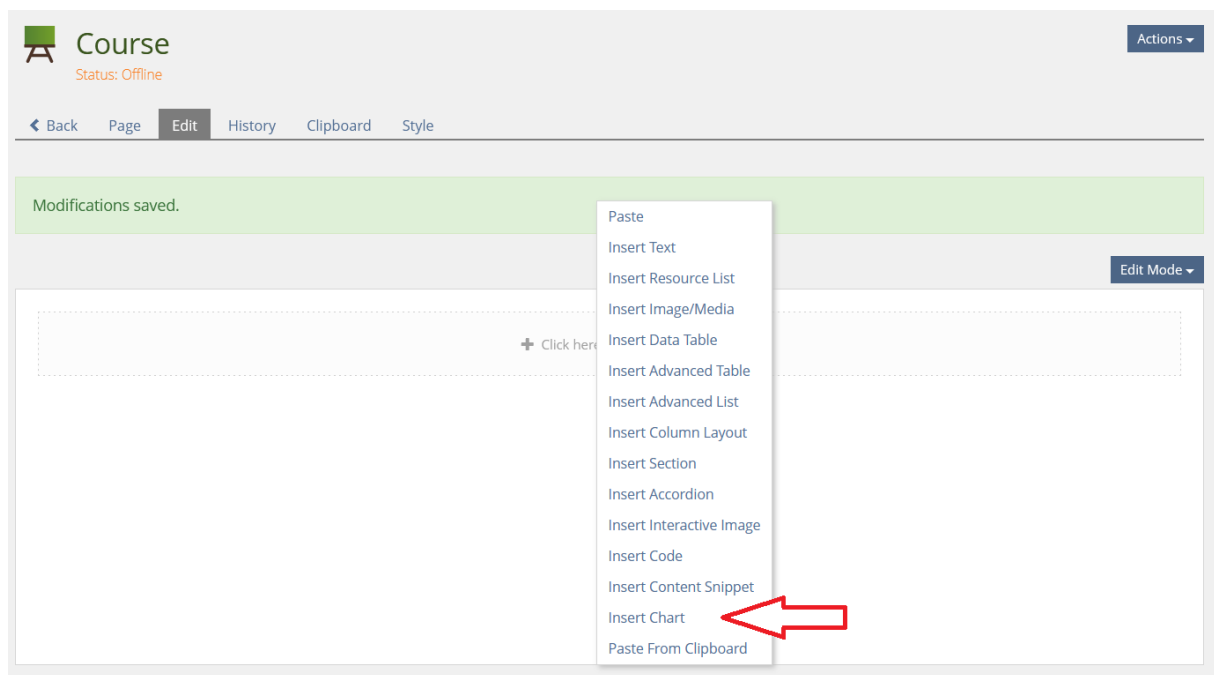 Course
Actions
Status: Offline
Back Page Edit History Clipboard Style
Modifications saved.
Edit Mode
Click here
Paste
Insert Text
Insert Resource List
Insert Image/Media
Insert Data Table
Insert Advanced Table
Insert Advanced List
Insert Column Layout
Insert Section
Insert Accordion
Insert Interactive Image
Insert Code
Insert Content Snippet
Insert Chart
Paste From Clipboard